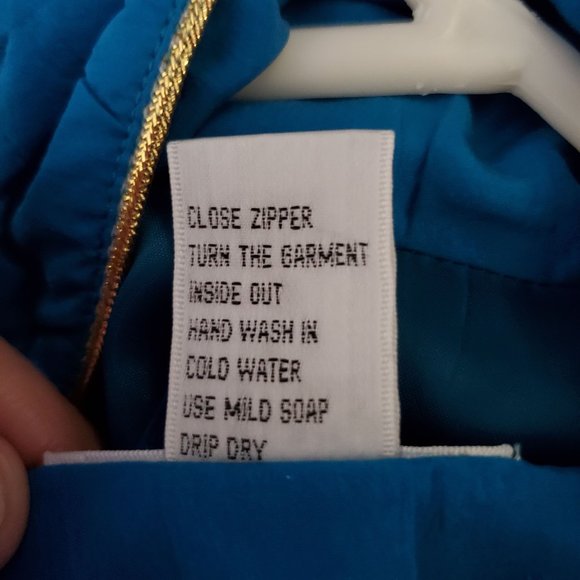 CLOSE ZIPPER
TURN THE GARMENT
INSIDE OUT
HAND WASH IN
COLD WATER
USE MILD SOAP
DRIP DRY